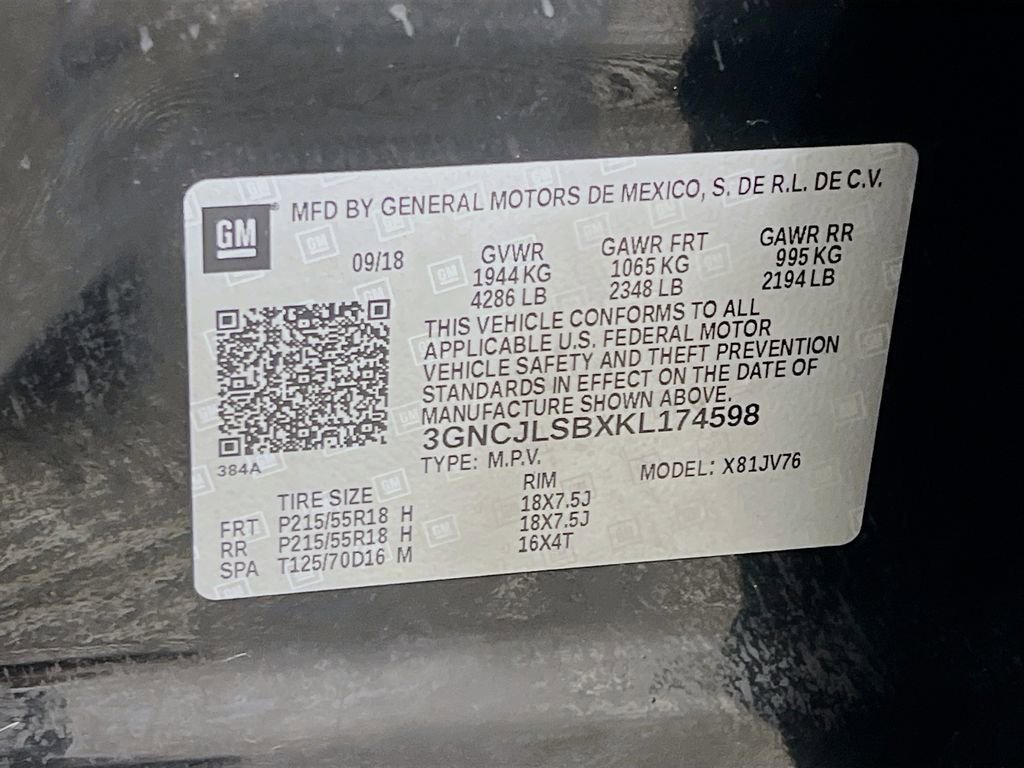 GM MFD BY GENERAL MOTORS DE MEXICO, S. DE R.L. DE C.V.
09/18 GVWR GAWR FRT GAWR RR
1944 KG 1065 KG 995 KG
4286 LB 2348 LB 2194 LB
THIS VEHICLE CONFORMS TO ALL
APPLICABLE U.S. FEDERAL MOTOR
VEHICLE SAFETY AND THEFT PREVENTION
STANDARDS IN EFFECT ON THE DATE OF
MANUFACTURE SHOWN ABOVE.
3GNCJLSBXKL174598
384A
TYPE: M.P.V. MODEL: X81JV76
TIRE SIZE RIM
FRT P215/55R18 H 18X7.5J
RR P215/55R18 H 18X7.5J
SPA T125/70D16 M 16X4T